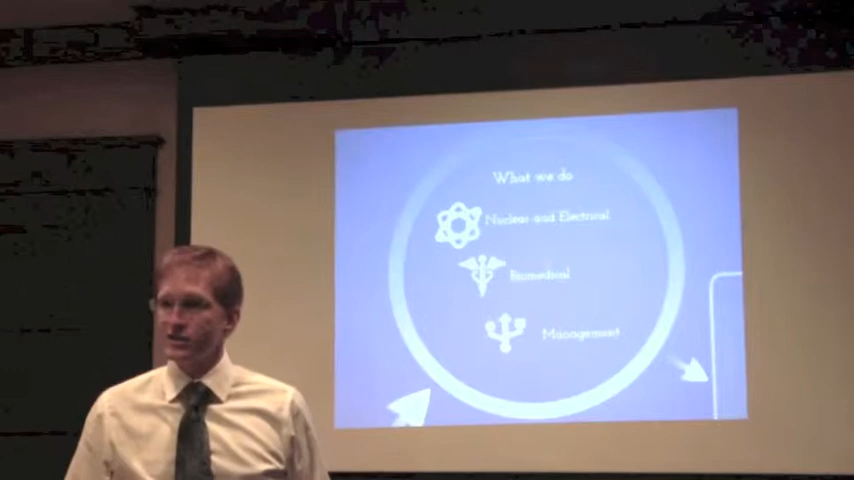 What we do
Nuclear and Electrical
Biomedical
Management